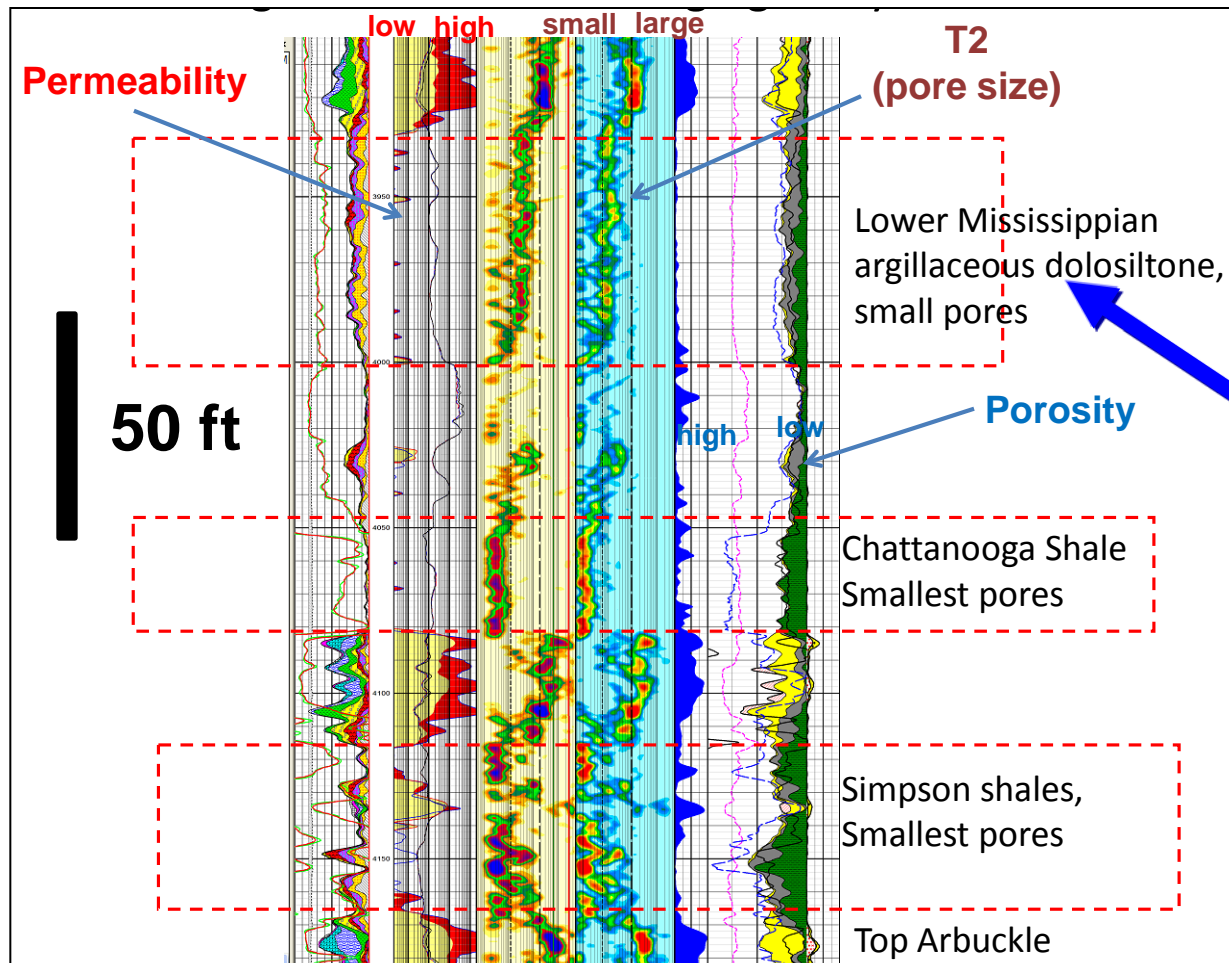 low high small large
T2
(pore size)
Permeability
3950
Lower Mississippian
argillaceous dolosiltone,
small pores
4000
50 ft
high low
Porosity
4050
Chattanooga Shale
Smallest pores
4100
Simpson shales,
Smallest pores
4150
Top Arbuckle